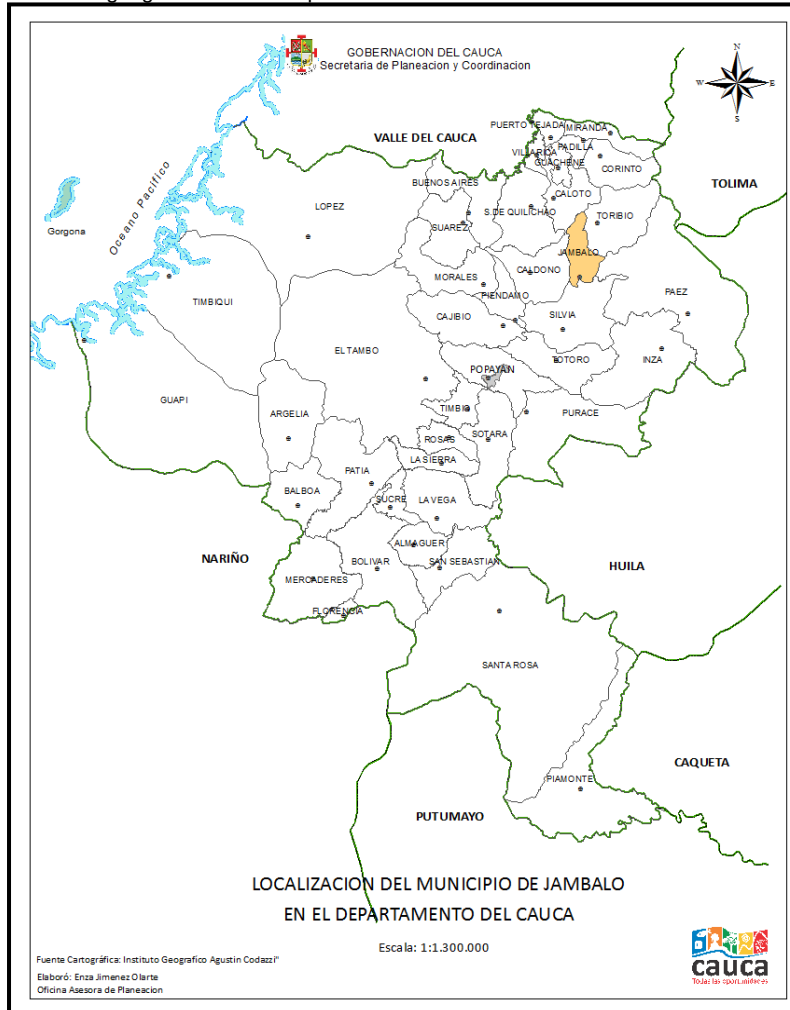 GOBERNACION DEL CAUCA
Secretaria de Planeacion y Coordinacion
N
W
E
S
PUERTO TEJADA
MIRANDA
VALLE DEL CAUCA
PADILLA
VILLARICA
GUACHENE
CORINTO
BUENOS AIRES
TOLIMA
CALOTO
LOPEZ
S.DE QUILICHAO
TORIBIO
Oceano Pacífico
Gorgona
SUAREZ
JAMBALO
CALDONO
MORALES
PAEZ
PIENDAMO
TIMBIQUI
CAJIBIO
SILVIA
EL TAMBO
TOTORO
INZA
POPAYAN
GUAPI
TIMBIO
ARGELIA
PURACE
ROSAS
SOTARA
LA SIERRA
PATIA
BALBOA
SUCRE
LA VEGA
ALMAGUER
NARIÑO
BOLIVAR
SAN SEBASTIAN
HUILA
MERCADERES
FLORENCIA
SANTA ROSA
CAQUETA
PIAMONTE
PUTUMAYO
LOCALIZACION DEL MUNICIPIO DE JAMBALO
EN EL DEPARTAMENTO DEL CAUCA
Escala: 1:1.300.000
Fuente Cartográfica: Instituto Geografico Agustin Codazzi"
Elaboró: Enza Jimenez Olarte
Oficina Asesora de Planeacion
cauca
Todas las oportunidades